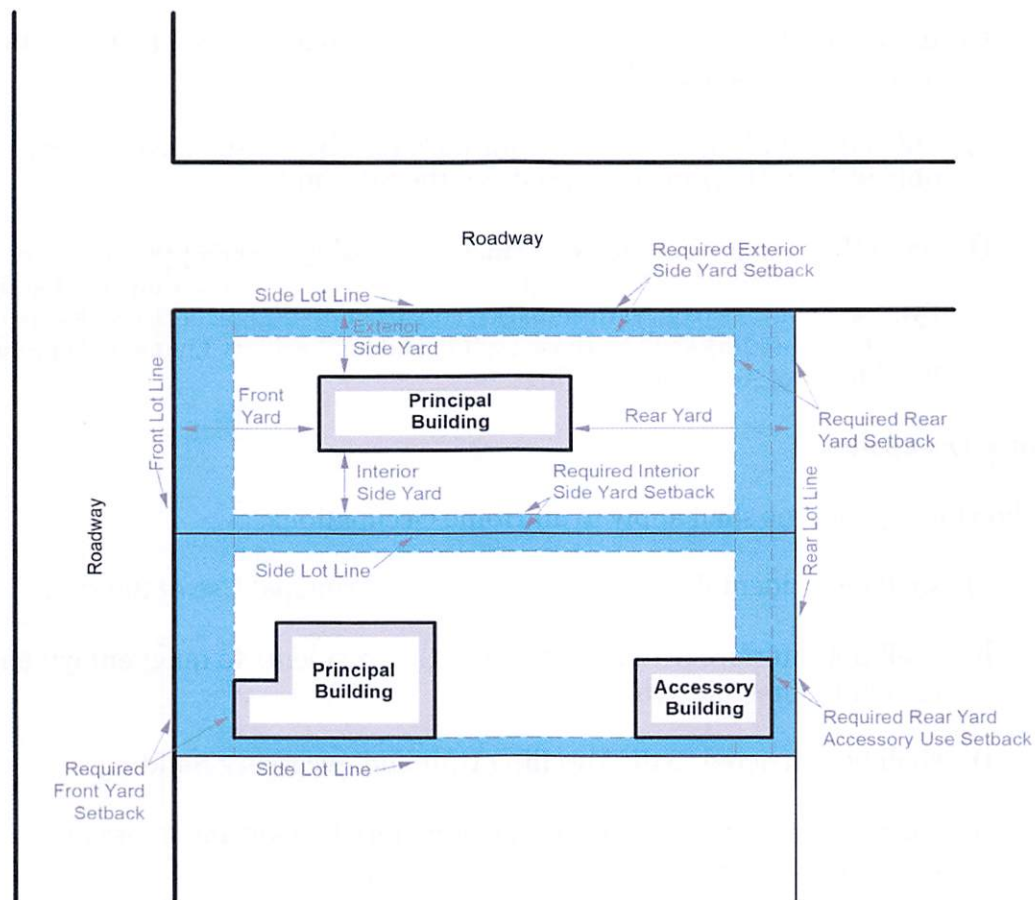 Roadway
Required Exterior
Side Yard Setback
Side Lot Line
Exterior
Side Yard
Front Lot Line
Front
Yard
Principal
Building
Rear Yard
Required Rear
Yard Setback
Interior
Side Yard
Required Interior
Side Yard Setback
Rear Lot Line
Roadway
Side Lot Line
Principal
Building
Accessory
Building
Required Rear Yard
Accessory Use Setback
Required
Front Yard
Setback
Side Lot Line